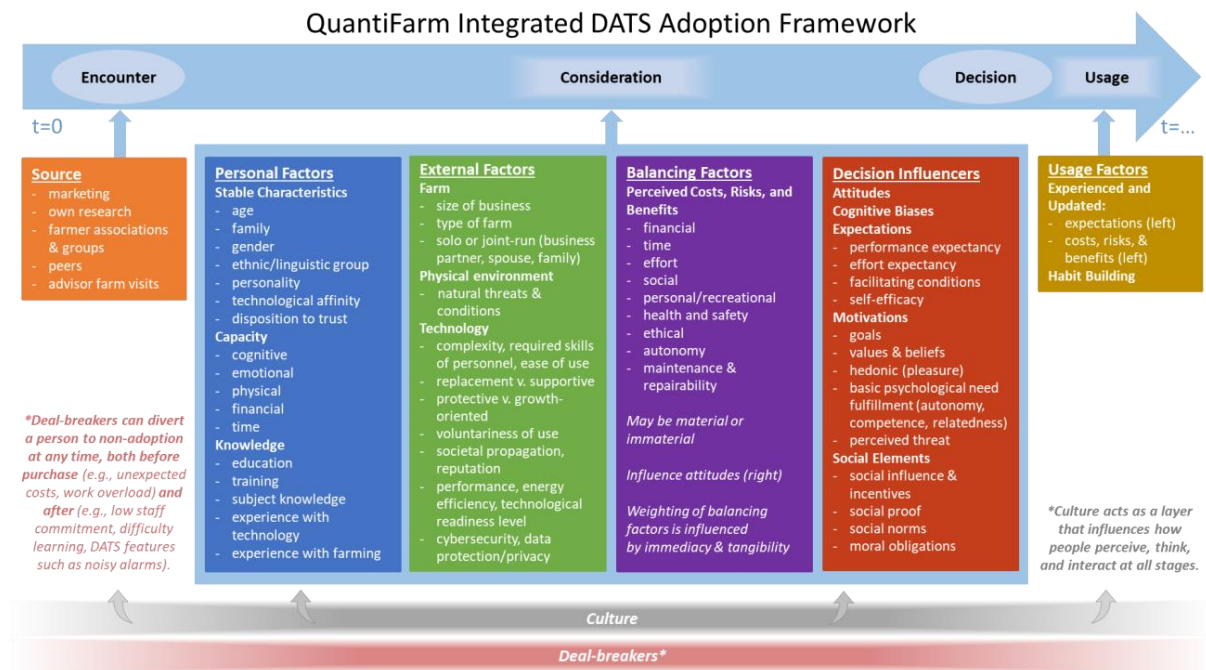 QuantiFarm Integrated DATS Adoption Framework
Encounter
Consideration
Decision
Usage
t=0
t=...
Source
- marketing
- own research
- farmer associations
& groups
- peers
- advisor farm visits
Personal Factors
Stable Characteristics
- age
- family
- gender
- ethnic/linguistic group
- personality
- technological affinity
- disposition to trust
Capacity
- cognitive
- emotional
- physical
- financial
- time
Knowledge
- education
- training
- subject knowledge
- experience with
technology
- experience with farming
External Factors
Farm
- size of business
- type of farm
- solo or joint-run (business
partner, spouse, family)
Physical environment
- natural threats &
conditions
Technology
- complexity, required skills
of personnel, ease of use
- replacement v. supportive
- protective v. growth-
oriented
- voluntariness of use
- societal propagation,
reputation
- performance, energy
efficiency, technological
readiness level
- cybersecurity, data
protection/privacy
Balancing Factors
Perceived Costs, Risks, and
Benefits
- financial
- time
- effort
- social
- personal/recreational
- health and safety
- ethical
- autonomy
- maintenance &
repairability
May be material or
immaterial
Influence attitudes (right)
Weighting of balancing
factors is influenced
by immediacy & tangibility
Decision Influencers
Attitudes
Cognitive Biases
Expectations
- performance expectancy
- effort expectancy
- facilitating conditions
- self-efficacy
Motivations
- goals
- values & beliefs
- hedonic (pleasure)
- basic psychological need
fulfillment (autonomy,
competence, relatedness)
- perceived threat
Social Elements
- social influence &
incentives
- social proof
- social norms
- moral obligations
Usage Factors
Experienced and
Updated:
- expectations (left)
- costs, risks, &
benefits (left)
Habit Building
*Deal-breakers can divert
a person to non-adoption
at any time, both before
purchase (e.g., unexpected
costs, work overload) and
after (e.g., low staff
commitment, difficulty
learning, DATS features
such as noisy alarms).
*Culture acts as a layer
that influences how
people perceive, think,
and interact at all stages.
Culture
Deal-breakers*